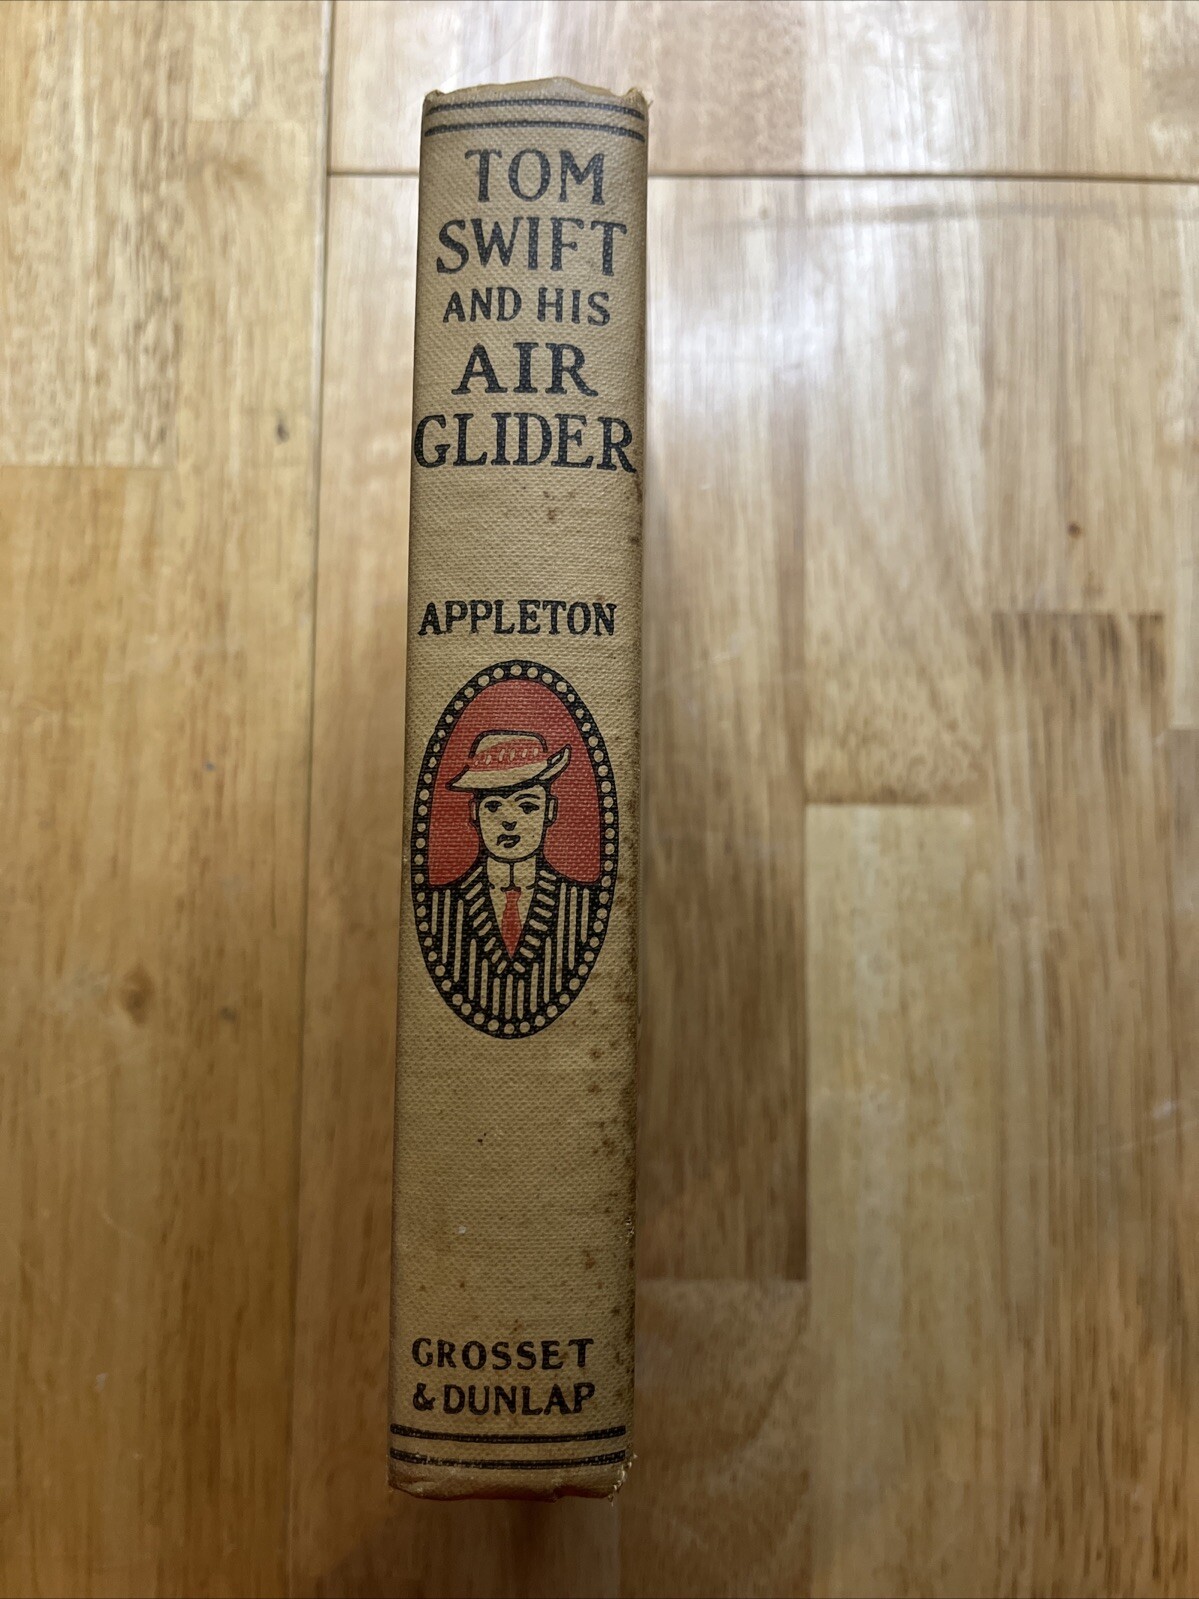 TOM
SWIFT
AND HIS
AIR
GLIDER
APPLETON
GROSSET
& DUNLAP